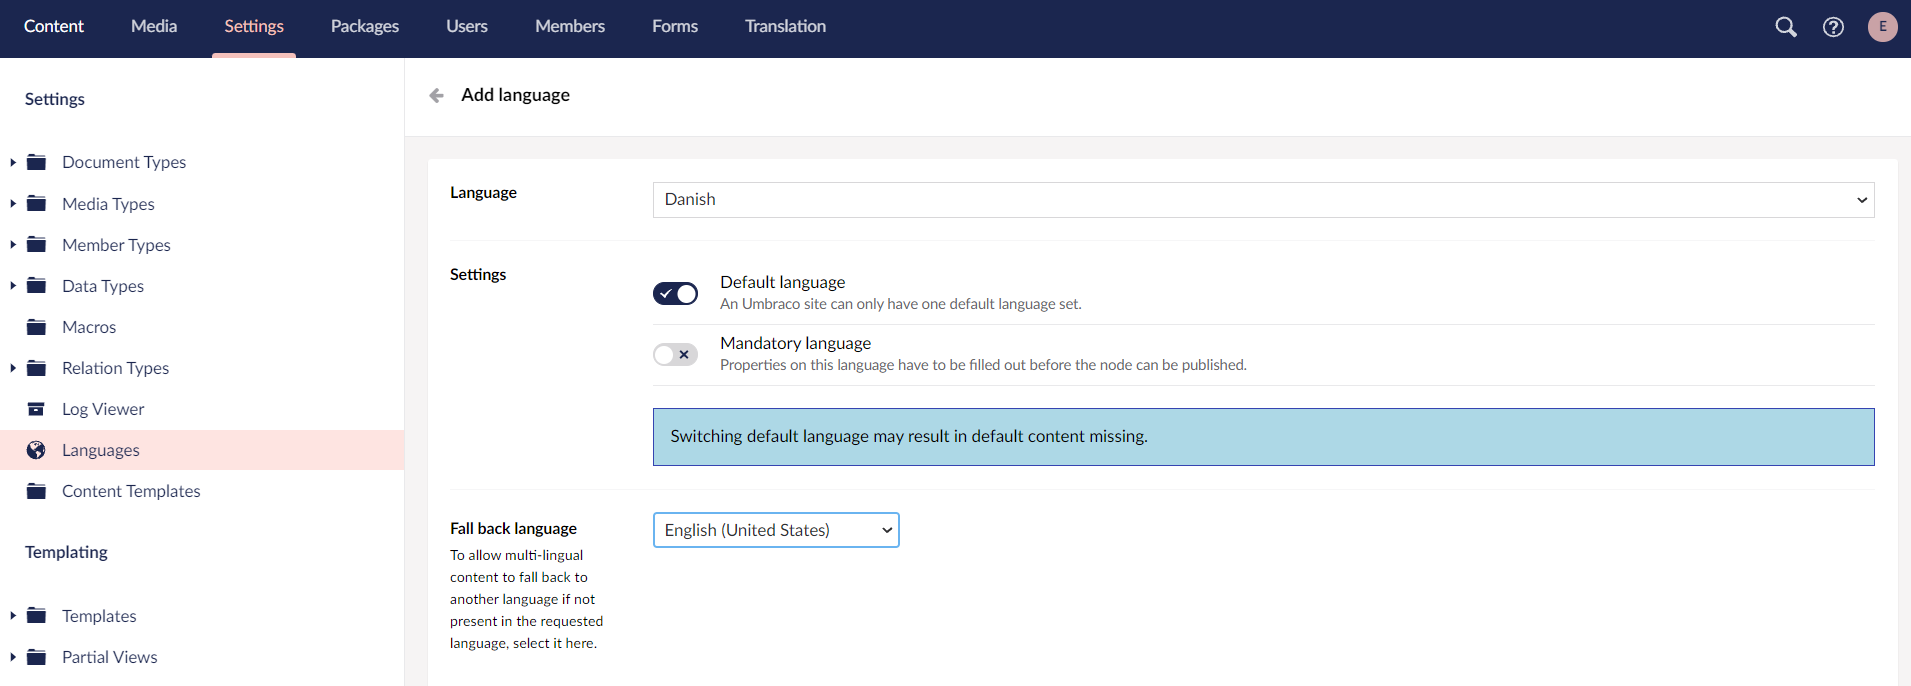 Content Media Settings Packages Users Members Forms Translation E
Settings
Document Types
Media Types
Member Types
Data Types
Macros
Relation Types
Log Viewer
Languages
Content Templates
Templating
Templates
Partial Views
Add language
Language
Danish
Settings
Default language
An Umbraco site can only have one default language set.
Mandatory language
Properties on this language have to be filled out before the node can be published.
Switching default language may result in default content missing.
Fall back language
To allow multi-lingual
content to fall back to
another language if not
present in the requested
language, select it here.
English (United States)